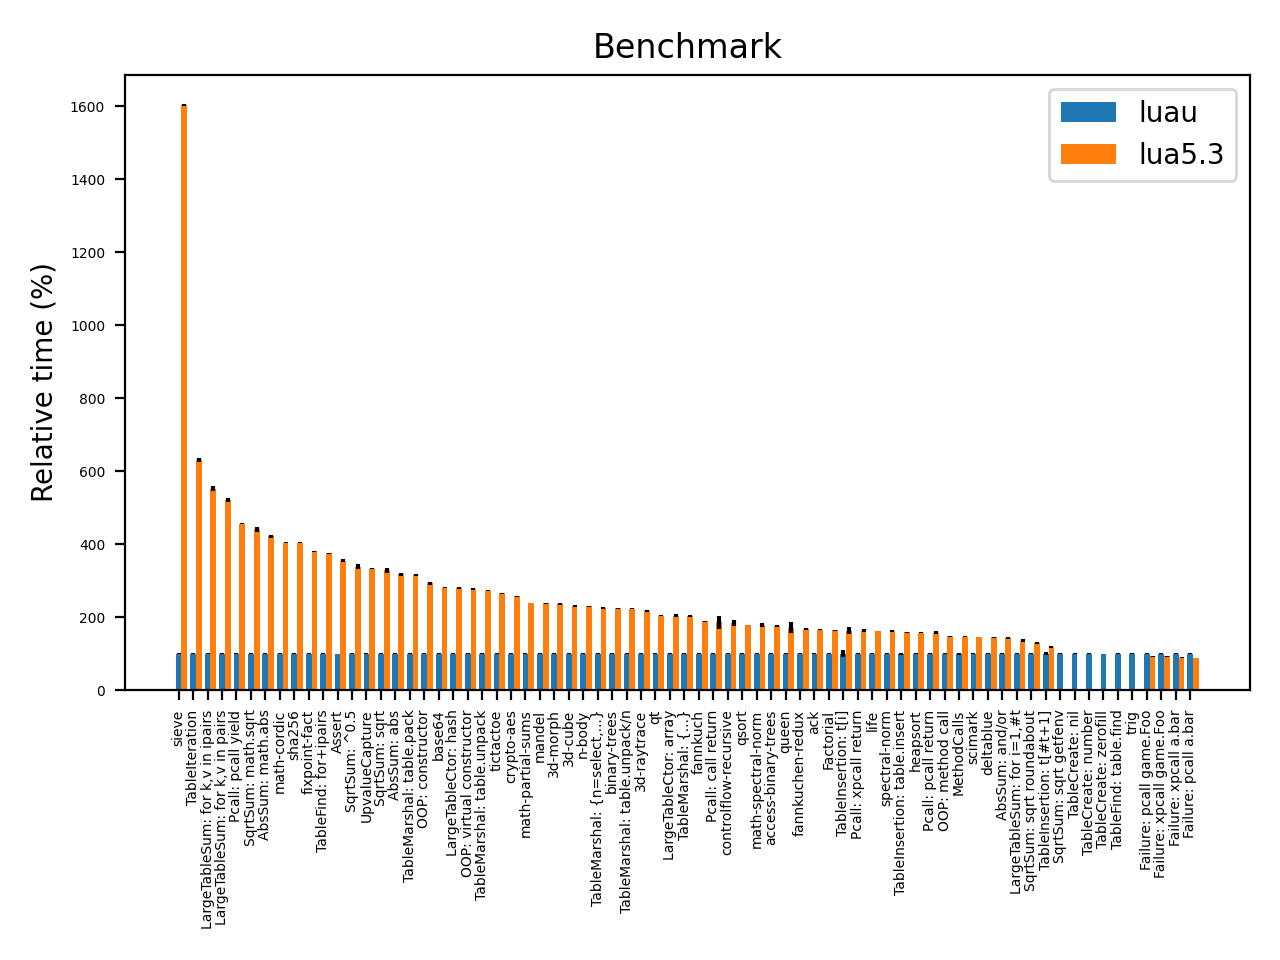 Benchmark
luau
lua5.3
Relative time (%)
1600
1400
1200
1000
800
600
400
200
0
sieve
TableIteration
LargeTableSum: for k,v in ipairs
LargeTableSum: for k,v in pairs
Pcall: pcall yield
SqrtSum: math.sqrt
AbsSum: math.abs
math-cordic
sha256
fixpoint-fact
TableFind: for+ipairs
Assert
SqrtSum: ^0.5
UpvalueCapture
SqrtSum: sqrt
AbsSum: abs
TableMarshal: table.pack
OOP: constructor
base64
LargeTableCtor: hash
OOP: virtual constructor
TableMarshal: table.unpack
tictactoe
crypto-aes
math-partial-sums
mandel
3d-morph
3d-cube
n-body
TableMarshal: {n=select,...}
binary-trees
TableMarshal: table.unpack/n
3d-raytrace
qt
LargeTableCtor: array
TableMarshal: {...}
fannkuch
Pcall: call return
controlflow-recursive
qsort
math-spectral-norm
access-binary-trees
queen
fannkuchen-redux
ack
Factorial
TableInsertion: t[i]
Pcall: xpcall return
life
spectral-norm
TableInsertion: table.insert
heapsort
Pcall: pcall return
OOP: method call
MethodCalls
scimark
deltablue
AbsSum: and/or
LargeTableSum: for i=1,#t
SqrtSum: sqrt roundabout
TableInsertion: t[#t+1]
SqrtSum: sqrt getfenv
TableCreate: nil
TableCreate: number
TableCreate: zerofill
TableFind: table.find
trig
Failure: pcall game.Foo
Failure: xpcall game.Foo
Failure: xpcall a.bar
Failure: pcall a.bar